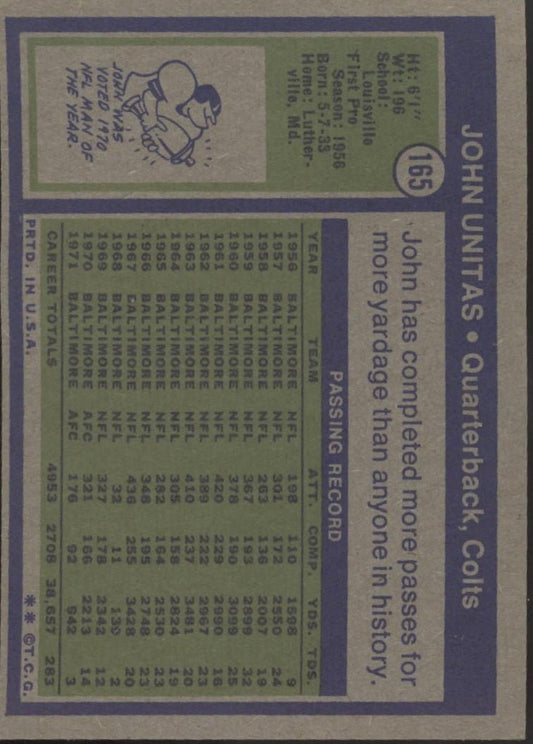 JOHN UNITAS • Quarterback, Colts
165
Ht: 6'1"
Wt: 196
School:
Louisville
First Pro
Season: 1956
Born: 5-7-33
Home: Luther-
ville, Md.
JOHN WAS
VOTED 1970
NFL MAN OF
THE YEAR.
John has completed more passes for
more yardage than anyone in history.
PASSING RECORD
YEAR TEAM ATT. COMP. YDS. TDS.
1956 BALTIMORE NFL 198 110 1598 9
1957 BALTIMORE NFL 301 172 2550 24
1958 BALTIMORE NFL 263 136 2007 19
1959 BALTIMORE NFL 367 193 2899 32
1960 BALTIMORE NFL 378 190 3099 25
1961 BALTIMORE NFL 420 229 2990 16
1962 BALTIMORE NFL 389 222 2967 23
1963 BALTIMORE NFL 410 237 3481 20
1964 BALTIMORE NFL 305 158 2824 19
1965 BALTIMORE NFL 282 164 2530 23
1966 BALTIMORE NFL 348 195 2748 23
1967 BALTIMORE NFL 436 255 3428 20
1968 BALTIMORE NFL 32 11 139 2
1969 BALTIMORE NFL 327 178 2342 12
1970 BALTIMORE AFC 321 166 2213 14
1971 BALTIMORE AFC 176 92 942 3
CAREER TOTALS 4953 2708 38,657 283
PRTD. IN U.S.A. ** © T.C.G.